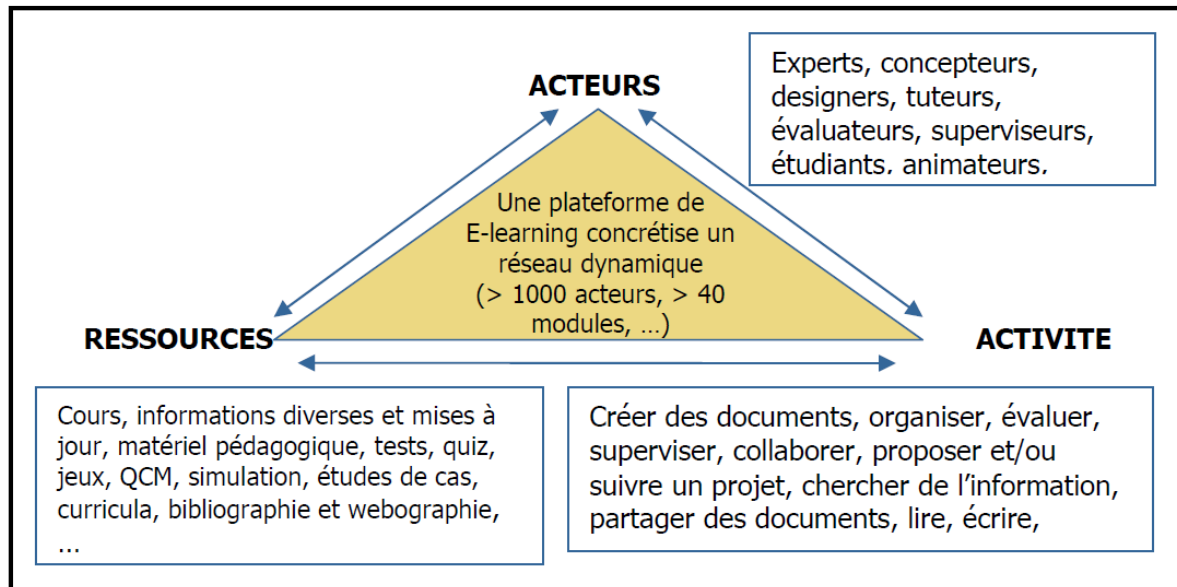 ACTEURS
Experts, concepteurs,
designers, tuteurs,
évaluateurs, superviseurs,
étudiants, animateurs.
Une plateforme de
E-learning concrétise un
réseau dynamique
(> 1000 acteurs, > 40
modules, …)
RESSOURCES
ACTIVITE
Cours, informations diverses et mises à
jour, matériel pédagogique, tests, quiz,
jeux, QCM, simulation, études de cas,
curricula, bibliographie et webographie,
...
Créer des documents, organiser, évaluer,
superviser, collaborer, proposer et/ou
suivre un projet, chercher de l’information,
partager des documents, lire, écrire,